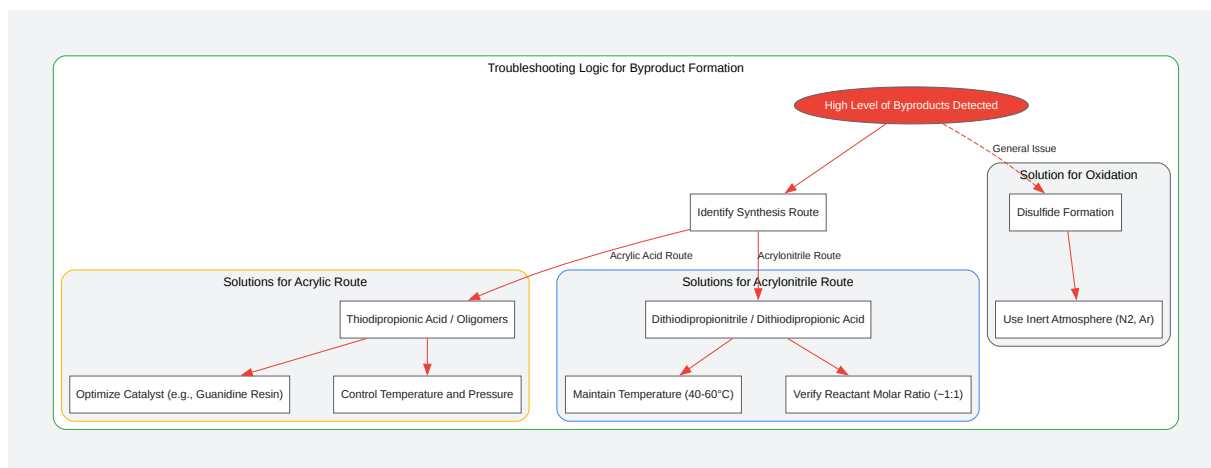 Troubleshooting Logic for Byproduct Formation
High Level of Byproducts Detected
General Issue
Solution for Oxidation
Identify Synthesis Route
Disulfide Formation
Acrylic Acid Route
Acrylonitrile Route
Solutions for Acrylic Route
Solutions for Acrylonitrile Route
Thiodipropionic Acid / Oligomers
Dithiodipropionitrile / Dithiodipropionic Acid
Use Inert Atmosphere (N2, Ar)
Optimize Catalyst (e.g., Guanidine Resin)
Control Temperature and Pressure
Maintain Temperature (40-60°C)
Verify Reactant Molar Ratio (~1:1)